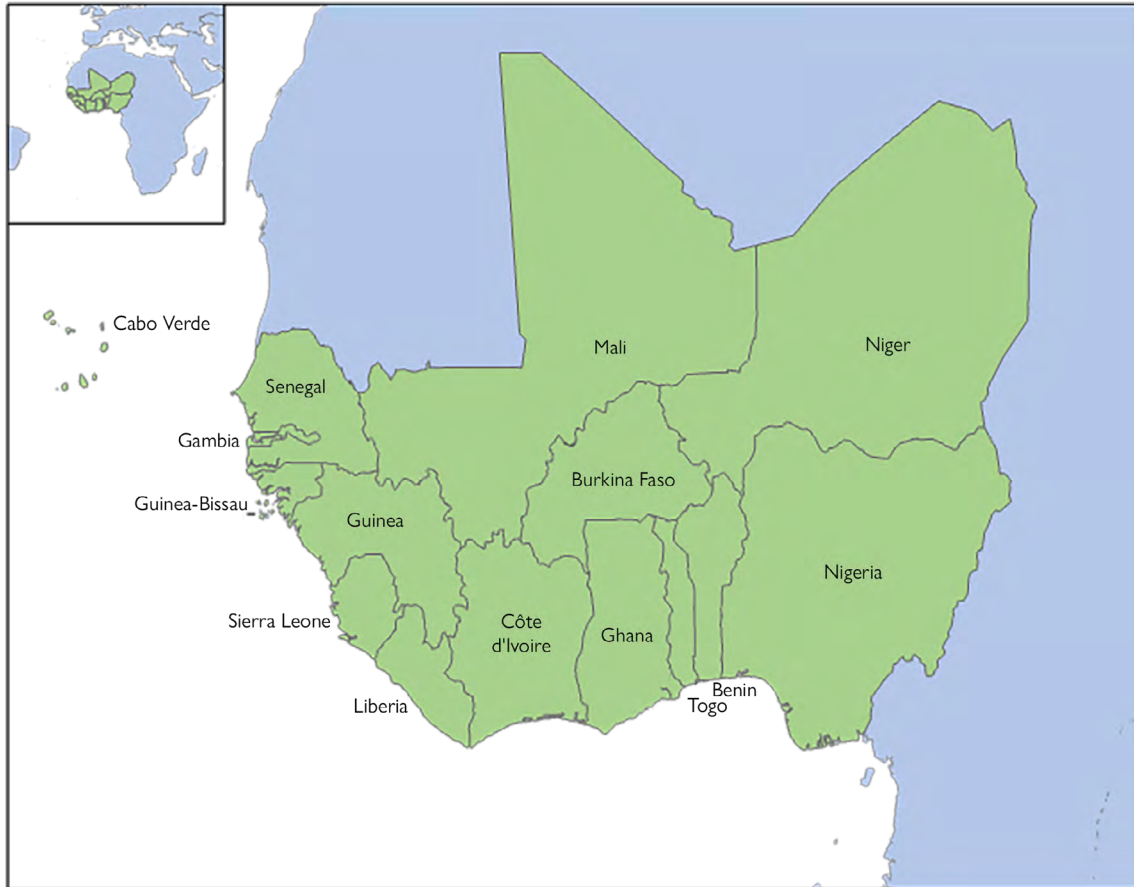 Cabo Verde
Mali
Niger
Senegal
Gambia
Burkina Faso
Guinea-Bissau
Guinea
Nigeria
Sierra Leone
Côte
d'Ivoire
Ghana
Benin
Liberia
Togo